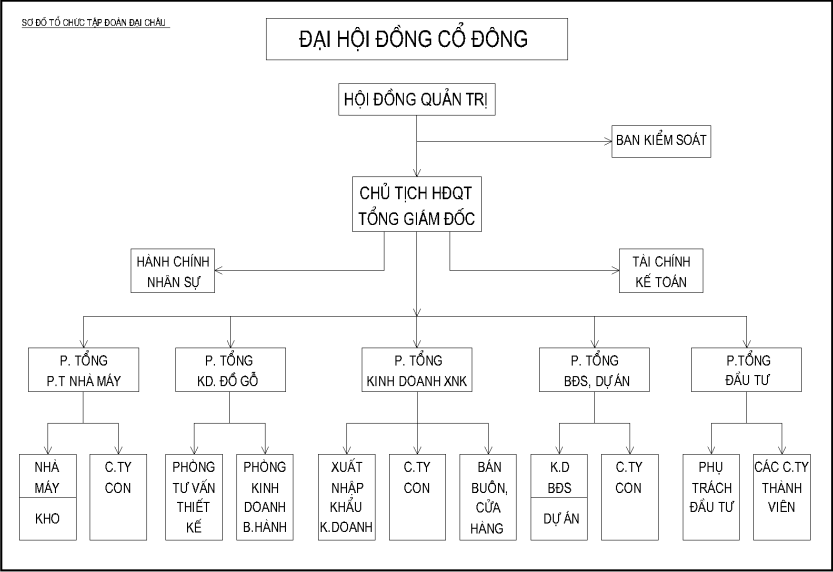 SƠ ĐỒ TỔ CHỨC TẬP ĐOÀN ĐẠI CHÂU
ĐẠI HỘI ĐỒNG CỔ ĐÔNG
HỘI ĐỒNG QUẢN TRỊ
BAN KIỂM SOÁT
CHỦ TỊCH HĐQT
TỔNG GIÁM ĐỐC
HÀNH CHÍNH
NHÂN SỰ
TÀI CHÍNH
KẾ TOÁN
P. TỔNG
P.T NHÀ MÁY
P. TỔNG
KD. ĐỒ GỖ
P. TỔNG
KINH DOANH XNK
P. TỔNG
BĐS, DỰ ÁN
P.TỔNG
ĐẦU TƯ
NHÀ
MÁY
KHO
C.TY
CON
PHÒNG
TƯ VẤN
THIẾT
KẾ
PHÒNG
KINH
DOANH
B.HÀNH
XUẤT
NHẬP
KHẨU
K.DOANH
C.TY
CON
BÁN
BUÔN,
CỬA
HÀNG
K.D
BĐS
DỰ ÁN
C.TY
CON
PHỤ
TRÁCH
ĐẦU TƯ
CÁC C.TY
THÀNH
VIÊN